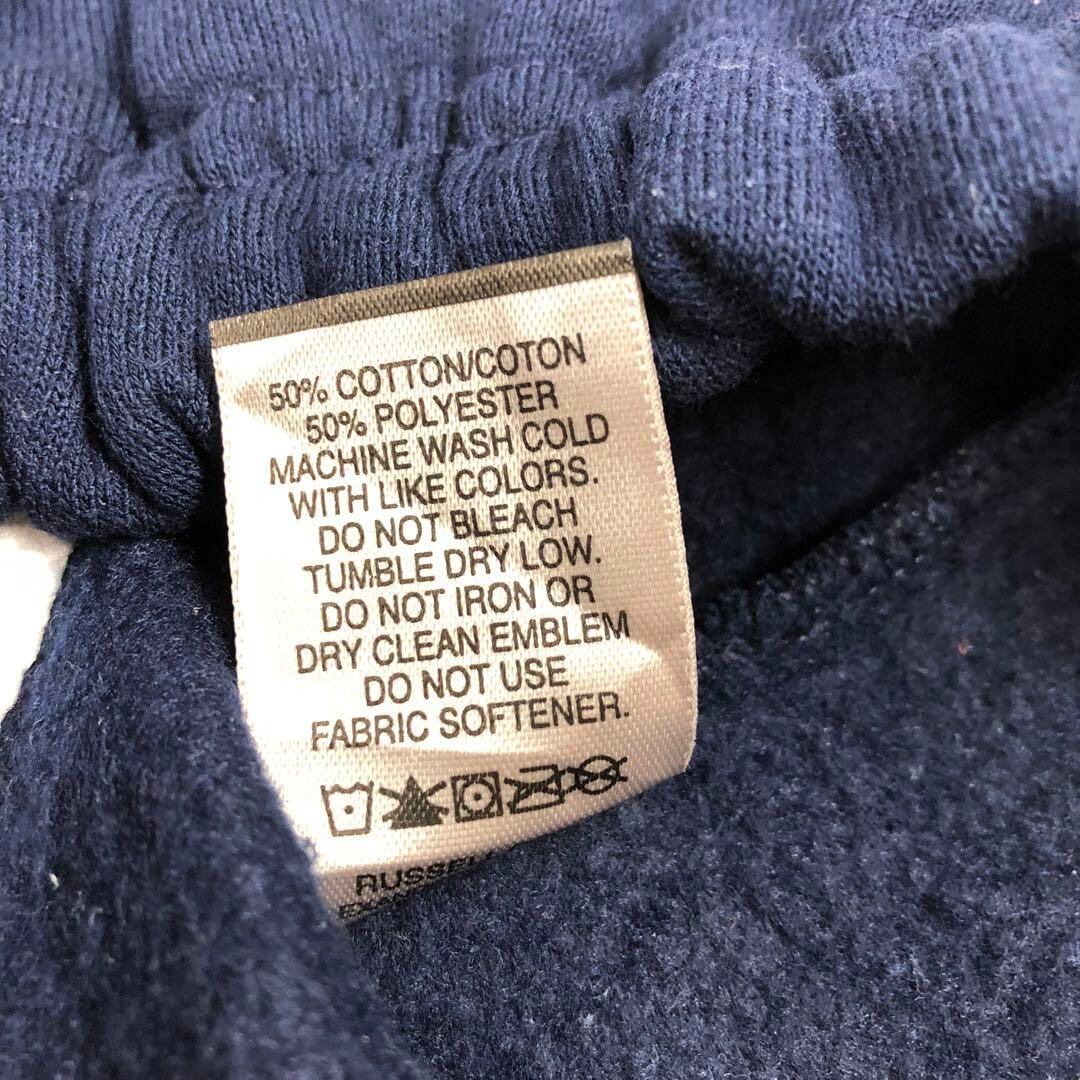 50% COTTON/COTON
50% POLYESTER
MACHINE WASH COLD
WITH LIKE COLORS.
DO NOT BLEACH
TUMBLE DRY LOW.
DO NOT IRON OR
DRY CLEAN EMBLEM
DO NOT USE
FABRIC SOFTENER.